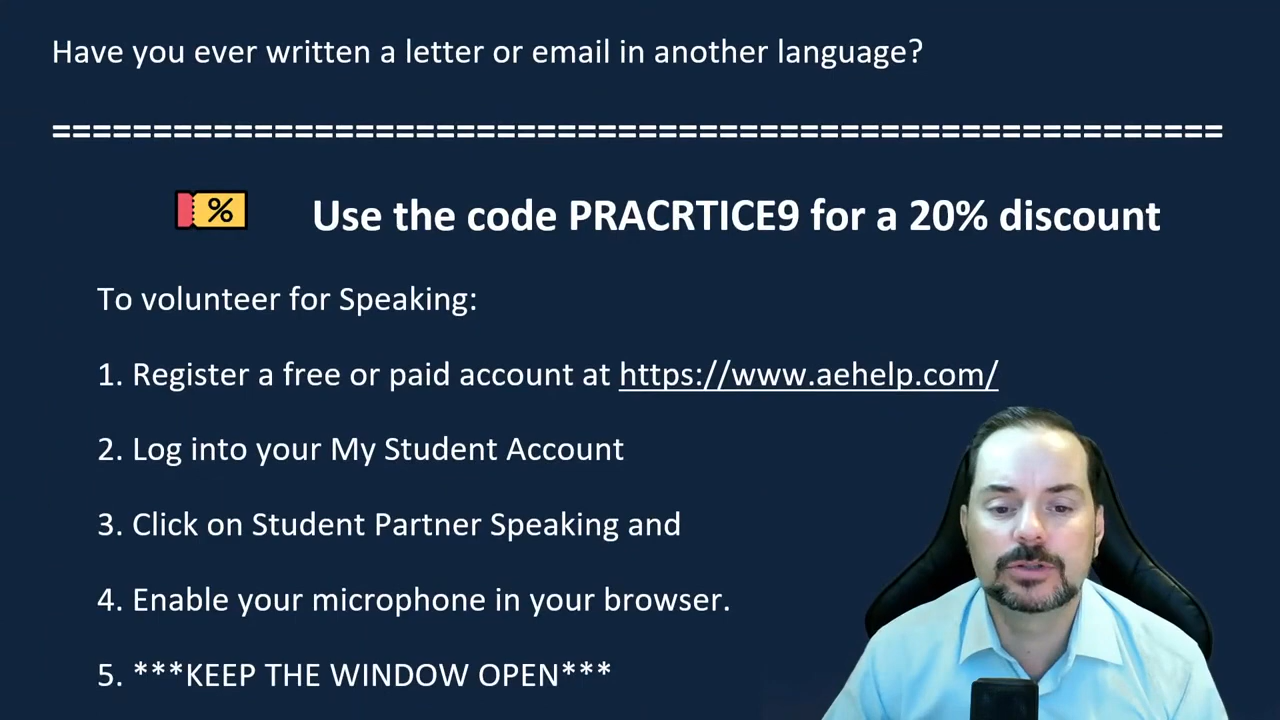 Have you ever written a letter or email in another language?
==========================================================
% Use the code PRACRTICE9 for a 20% discount
To volunteer for Speaking:
1. Register a free or paid account at https://www.aehelp.com/
2. Log into your My Student Account
3. Click on Student Partner Speaking and
4. Enable your microphone in your browser.
5. ***KEEP THE WINDOW OPEN***